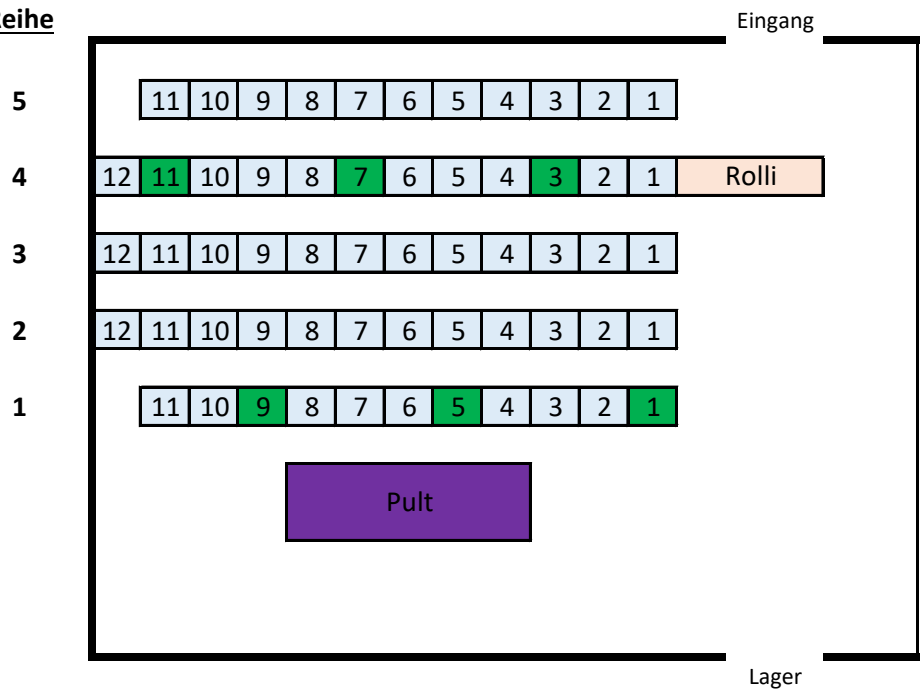 eihe
Eingang
5 11 10 9 8 7 6 5 4 3 2 1
4 12 11 10 9 8 7 6 5 4 3 2 1 Rolli
3 12 11 10 9 8 7 6 5 4 3 2 1
2 12 11 10 9 8 7 6 5 4 3 2 1
1 11 10 9 8 7 6 5 4 3 2 1
Pult
Lager